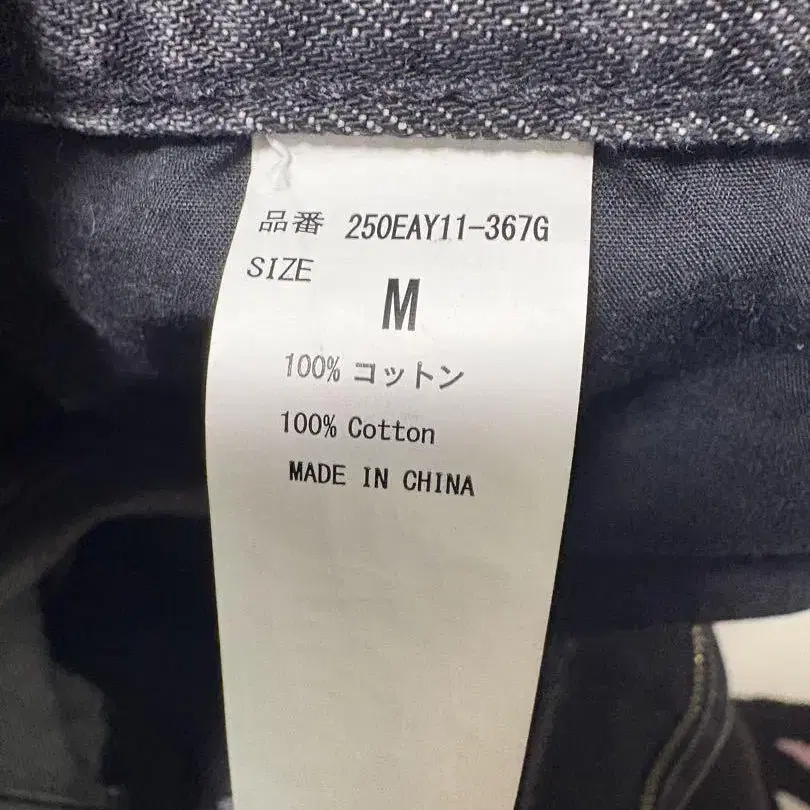 品番 250EAY11-367G
SIZE
M
100% コットン
100% Cotton
MADE IN CHINA